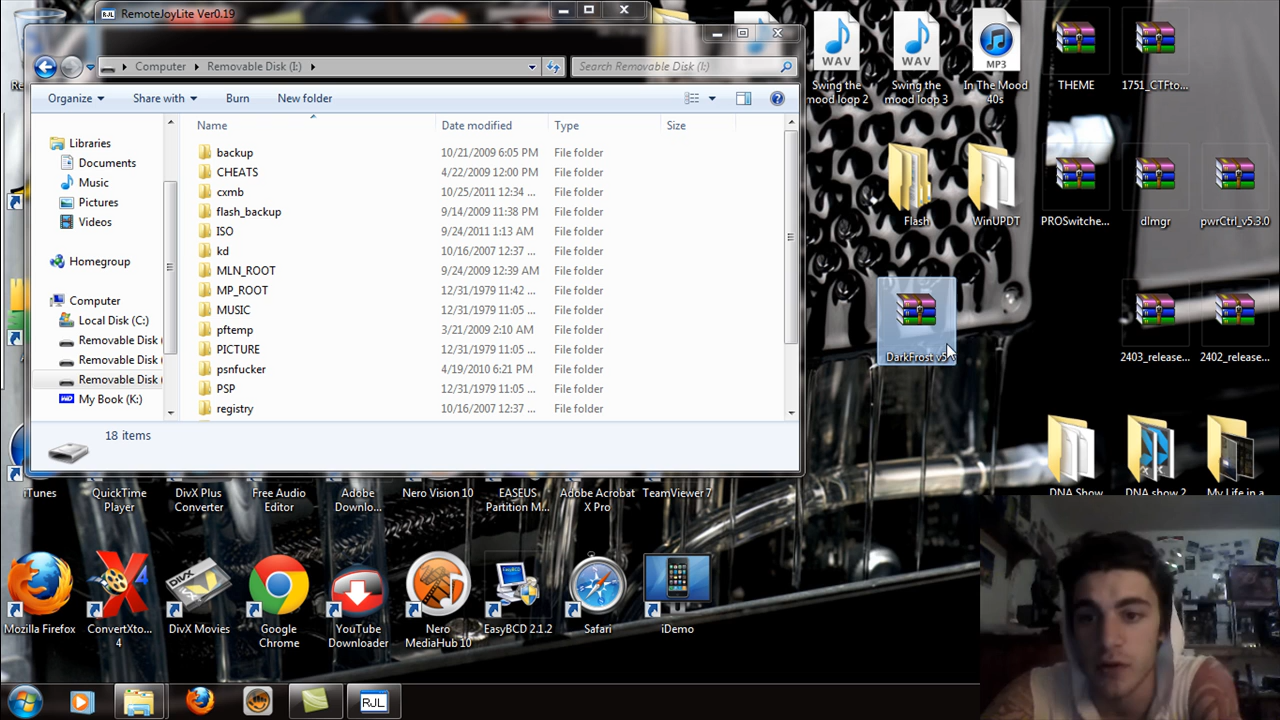 RemoteJoyLite Ver0.19
Computer
Removable Disk (I:)
Search Removable Disk (I:)
Organize
Share with
Burn
New folder
Name
Date modified
Type
Size
Libraries
Documents
Music
Pictures
Videos
Homegroup
Computer
Local Disk (C:)
Removable Disk
Removable Disk
Removable Disk
My Book (K:)
backup 10/21/2009 6:05 PM File folder
CHEATS 4/22/2009 12:00 PM File folder
cxmb 10/25/2011 12:34 ... File folder
flash_backup 9/14/2009 11:38 PM File folder
ISO 9/24/2011 1:13 AM File folder
kd 10/16/2007 12:37 ... File folder
MLN_ROOT 9/24/2009 12:39 AM File folder
MP_ROOT 12/31/1979 11:42 ... File folder
MUSIC 12/31/1979 11:05 ... File folder
pftemp 3/21/2009 2:10 AM File folder
PICTURE 12/31/1979 11:05 ... File folder
psnfucker 4/19/2010 6:21 PM File folder
PSP 12/31/1979 11:05 ... File folder
registry 10/16/2007 12:37 ... File folder
18 items
WAV
WAV
MP3
Swing the
mood loop 2
Swing the
mood loop 3
In The Mood
40s
THEME
1751_CTFto...
Flash
WinUPDT
PROSwitche...
dlmgr
pwrCtrl_v5.3.0
DarkFrost v5
2403_release...
2402_release...
DNA Show
DNA show 2
My Life in a
iTunes
QuickTime
Player
DivX Plus
Converter
Free Audio
Editor
Adobe
Downlo...
Nero Vision 10
EASEUS
Partition M...
Adobe Acrobat
X Pro
TeamViewer 7
Mozilla Firefox
ConvertXto...
4
DivX Movies
Google
Chrome
YouTube
Downloader
Nero
MediaHub 10
EasyBCD 2.1.2
Safari
iDemo
RJL